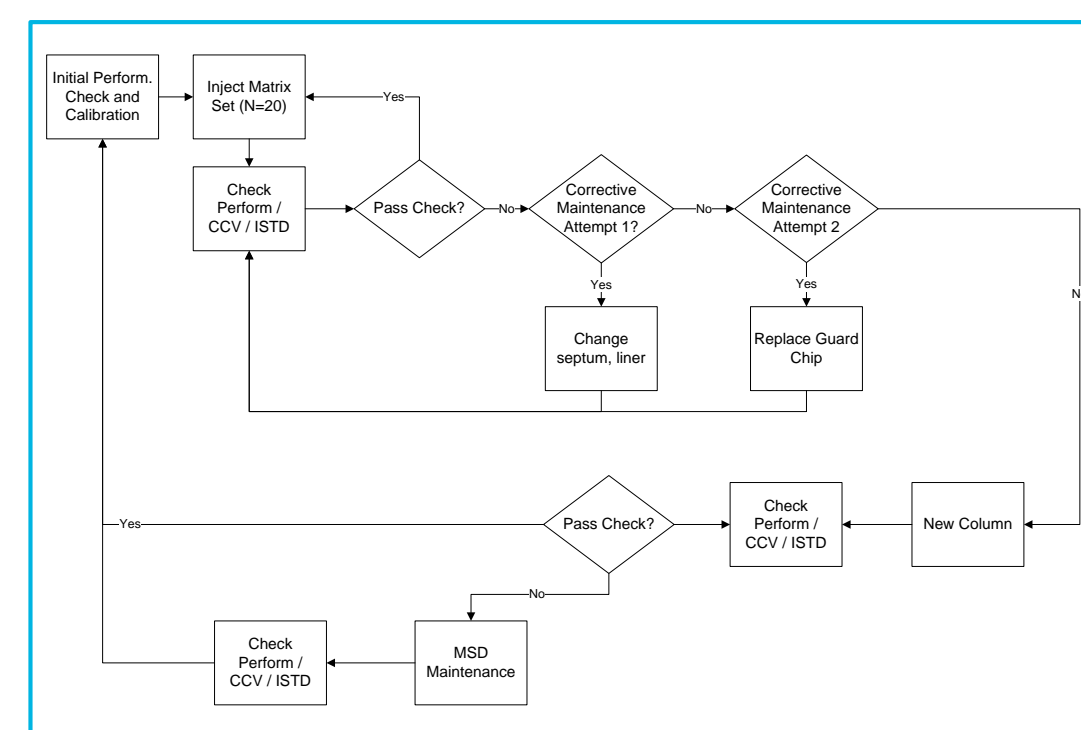 Initial Perform.
Check and
Calibration
Inject Matrix
Set (N=20)
Yes
Check
Perform /
CCV / ISTD
Pass Check?
No
Corrective
Maintenance
Attempt 1?
No
Corrective
Maintenance
Attempt 2
Yes
Yes
N
Change
septum, liner
Replace Guard
Chip
Yes
Pass Check?
Check
Perform /
CCV / ISTD
New Column
No
Check
Perform /
CCV / ISTD
MSD
Maintenance